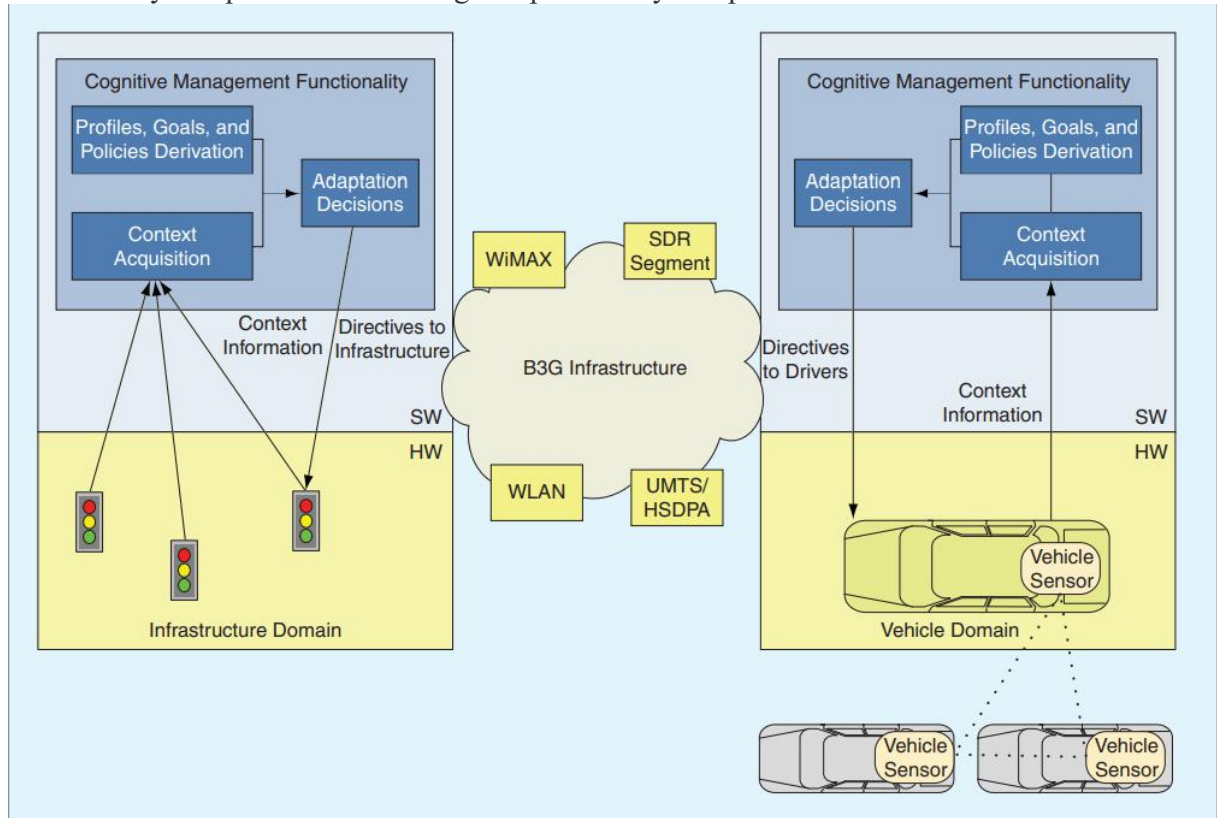 Cognitive Management Functionality
Profiles, Goals, and
Policies Derivation
Adaptation
Decisions
Context
Acquisition
Context
Information
Directives to
Infrastructure
SW
HW
Infrastructure Domain
WiMAX
SDR
Segment
B3G Infrastructure
WLAN
UMTS/
HSDPA
Cognitive Management Functionality
Profiles, Goals, and
Policies Derivation
Adaptation
Decisions
Context
Acquisition
Directives
to Drivers
Context
Information
SW
HW
Vehicle
Sensor
Vehicle Domain
Vehicle
Sensor
Vehicle
Sensor